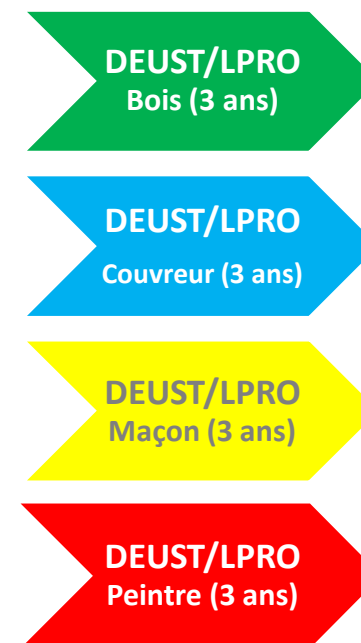 DEUST/LPRO
Bois (3 ans)
DEUST/LPRO
Couvreur (3 ans)
DEUST/LPRO
Maçon (3 ans)
DEUST/LPRO
Peintre (3 ans)